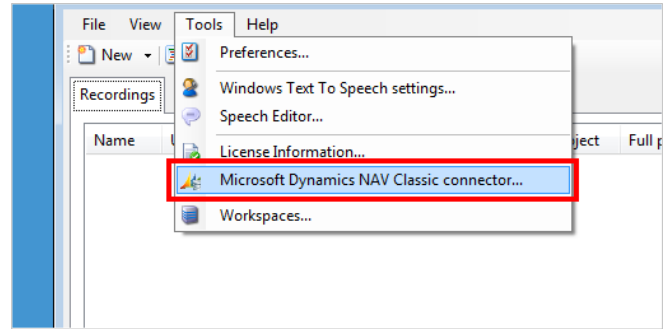 File View Tools Help
New
Preferences...
Recordings
Windows Text To Speech settings...
Speech Editor...
Name
Full
License Information...
Microsoft Dynamics NAV Classic connector...
Workspaces...